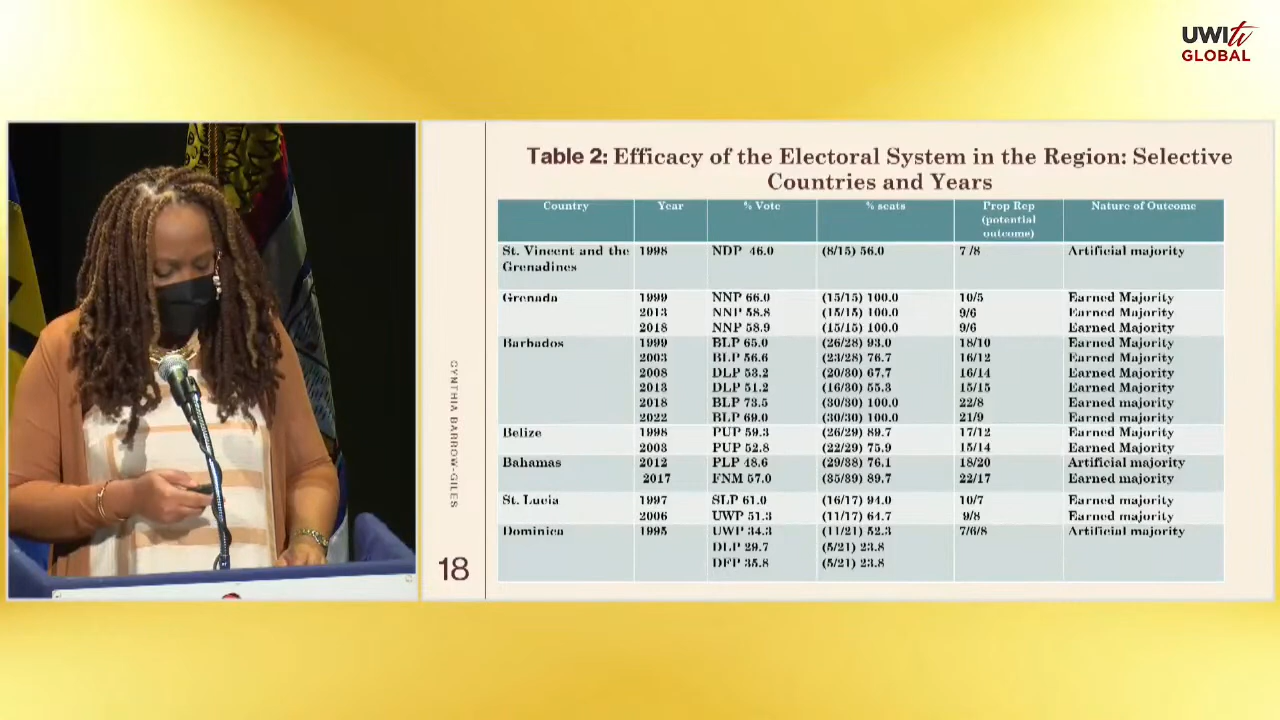 UWItv
GLOBAL
Table 2: Efficacy of the Electoral System in the Region: Selective
Countries and Years
Country Year % Vote % seats Prop Rep (potential outcome) Nature of Outcome
St. Vincent and the Grenadines 1998 NDP 46.0 (8/15) 56.0 7/8 Artificial majority
Grenada 1999 NNP 66.0 (15/15) 100.0 10/5 Earned Majority
2013 NNP 58.8 (15/15) 100.0 9/6 Earned Majority
2018 NNP 58.9 (15/15) 100.0 9/6 Earned Majority
Barbados 1999 BLP 65.0 (26/28) 93.0 18/10 Earned Majority
2003 BLP 56.6 (23/28) 76.7 16/12 Earned Majority
2008 DLP 53.2 (20/30) 67.7 16/14 Earned Majority
2013 DLP 51.2 (16/30) 55.3 15/15 Earned Majority
2018 BLP 73.5 (30/30) 100.0 22/8 Earned majority
2022 BLP 69.0 (30/30) 100.0 21/9 Earned majority
Belize 1998 PUP 59.3 (26/29) 89.7 17/12 Earned Majority
2003 PUP 52.8 (22/29) 75.9 15/14 Earned Majority
Bahamas 2012 PLP 48.6 (29/38) 76.1 18/20 Artificial majority
2017 FNM 57.0 (35/39) 89.7 22/17 Earned majority
St. Lucia 1997 SLP 61.0 (16/17) 94.0 10/7 Earned majority
2006 UWP 51.3 (11/17) 64.7 9/8 Earned majority
Dominica 1995 UWP 34.3 (11/21) 52.3 7/6/8 Artificial majority
DLP 29.7 (5/21) 23.8
DFP 35.8 (5/21) 23.8
CYNTHIA BARROW-GILES
18